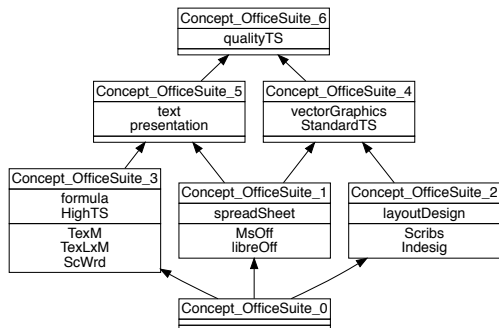 Concept_OfficeSuite_6
qualityTS
Concept_OfficeSuite_5
text
presentation
Concept_OfficeSuite_4
vectorGraphics
StandardTS
Concept_OfficeSuite_3
formula
HighTS
TexM
TexLxM
ScWrd
Concept_OfficeSuite_1
spreadSheet
MsOff
libreOff
Concept_OfficeSuite_2
layoutDesign
Scribs
Indesig
Concept_OfficeSuite_0